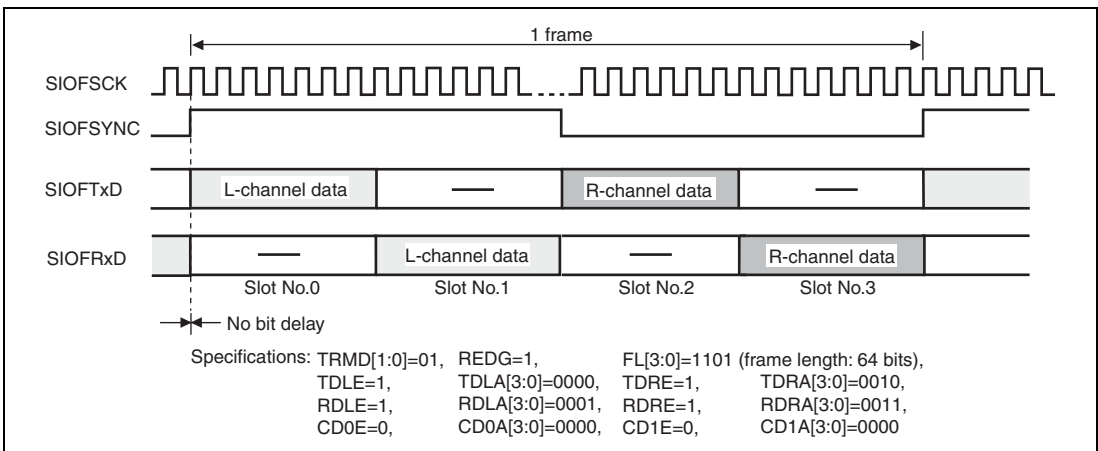 1 frame
SIOFSCK
SIOFSYNC
SIOFTxD
L-channel data
R-channel data
SIOFRxD
L-channel data
R-channel data
Slot No.0 Slot No.1 Slot No.2 Slot No.3
No bit delay
Specifications: TRMD[1:0]=01, REDG=1, FL[3:0]=1101 (frame length: 64 bits),
TDLE=1, TDLA[3:0]=0000, TDRE=1, TDRA[3:0]=0010,
RDLE=1, RDLA[3:0]=0001, RDRE=1, RDRA[3:0]=0011,
CD0E=0, CD0A[3:0]=0000, CD1E=0, CD1A[3:0]=0000